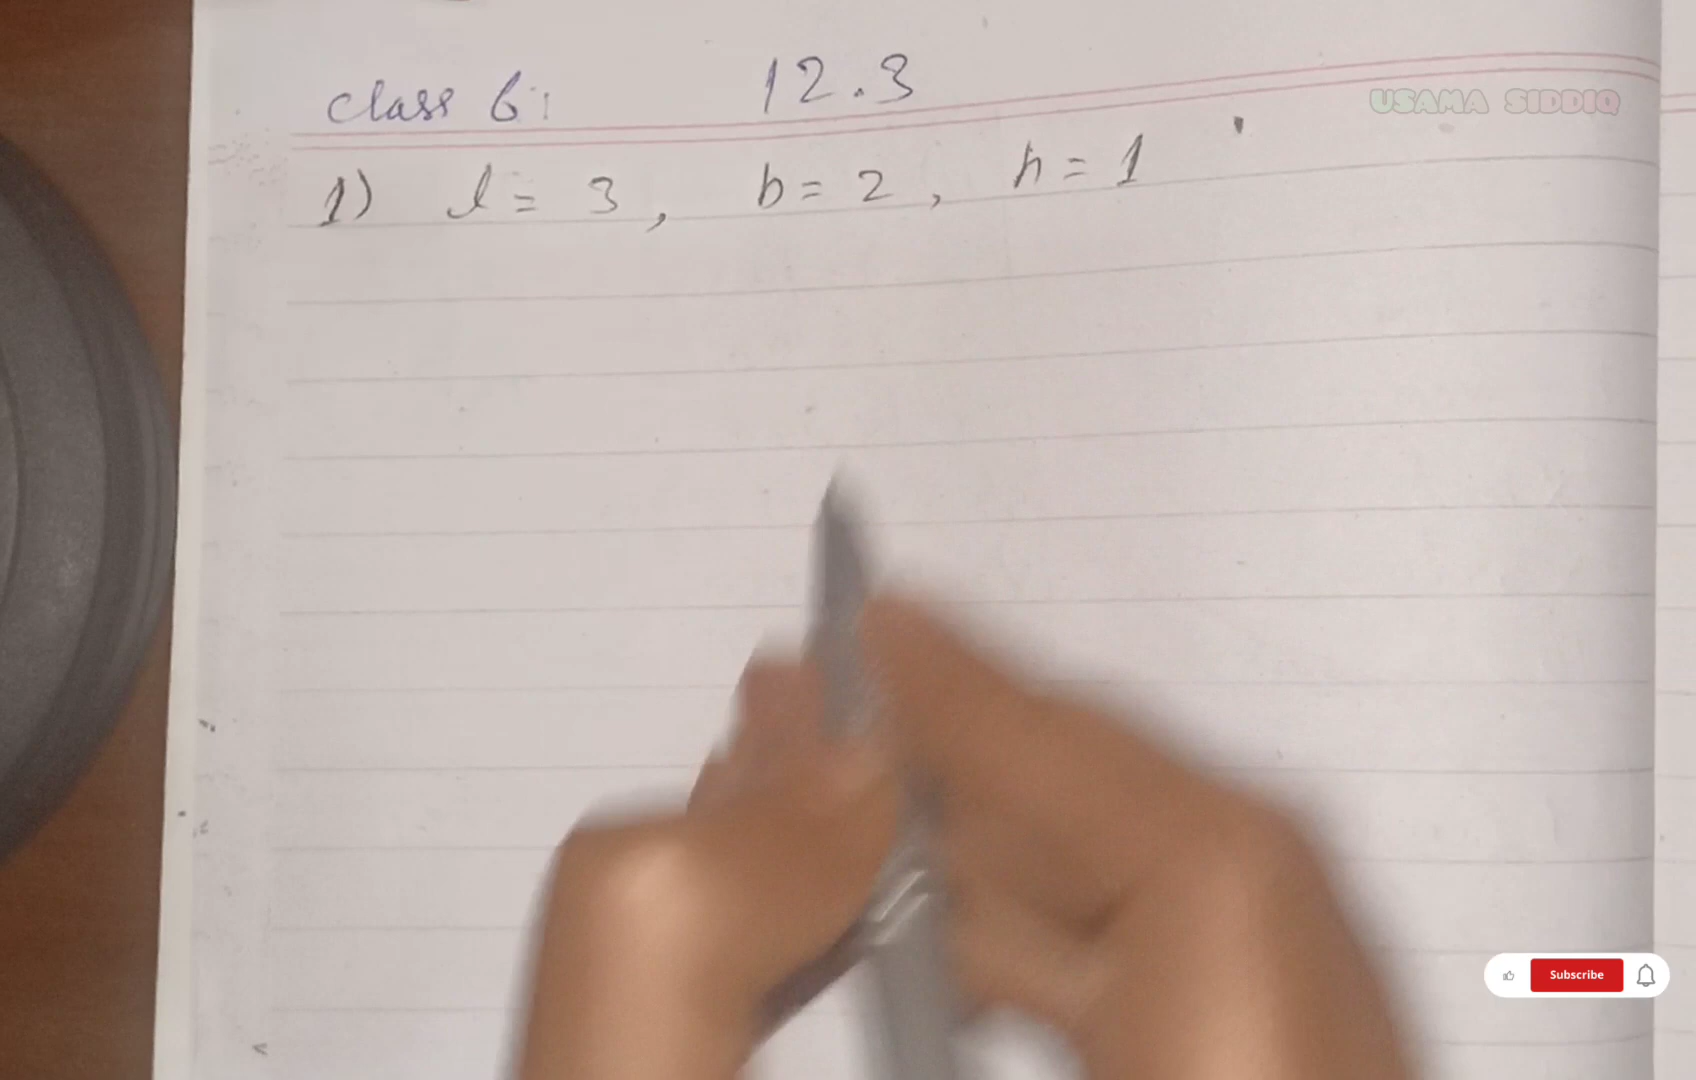 class 6: 12.3
USAMA SIDDIQ
1) l = 3, b = 2, h = 1
Subscribe